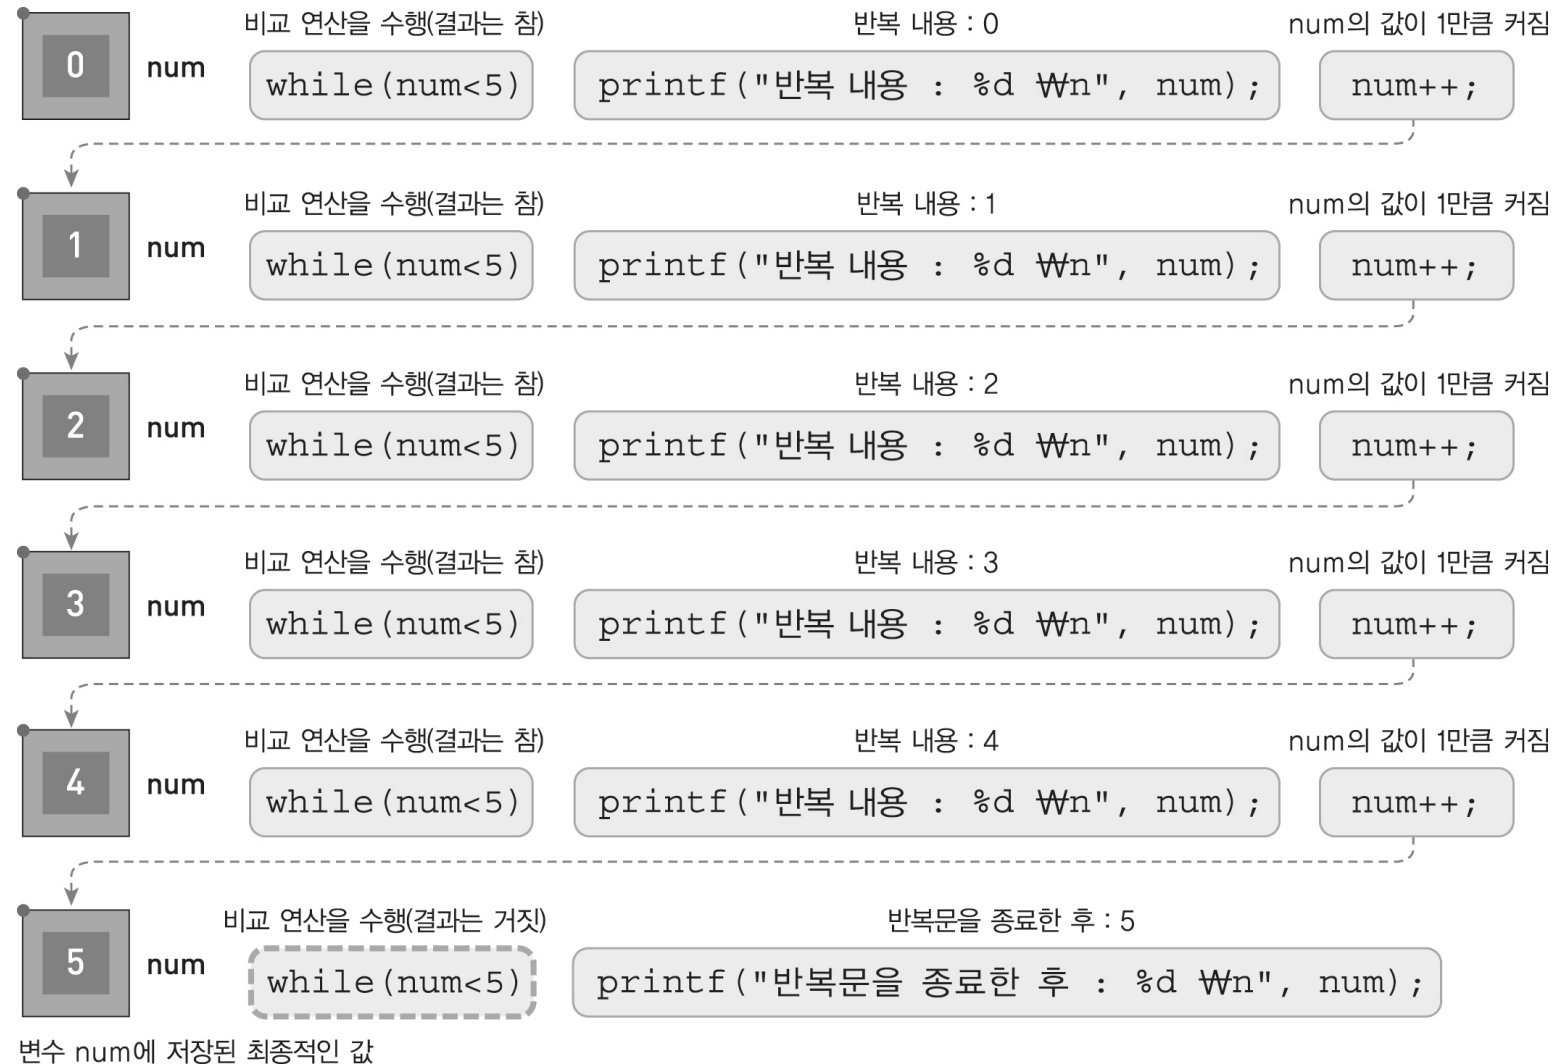 비교 연산을 수행(결과는 참) 반복 내용 : 0 num의 값이 1만큼 커짐
0 num while(num<5) printf("반복 내용 : %d ₩n", num); num++;
비교 연산을 수행(결과는 참) 반복 내용 : 1 num의 값이 1만큼 커짐
1 num while(num<5) printf("반복 내용 : %d ₩n", num); num++;
비교 연산을 수행(결과는 참) 반복 내용 : 2 num의 값이 1만큼 커짐
2 num while(num<5) printf("반복 내용 : %d ₩n", num); num++;
비교 연산을 수행(결과는 참) 반복 내용 : 3 num의 값이 1만큼 커짐
3 num while(num<5) printf("반복 내용 : %d ₩n", num); num++;
비교 연산을 수행(결과는 참) 반복 내용 : 4 num의 값이 1만큼 커짐
4 num while(num<5) printf("반복 내용 : %d ₩n", num); num++;
비교 연산을 수행(결과는 거짓) 반복문을 종료한 후 : 5
5 num while(num<5) printf("반복문을 종료한 후 : %d ₩n", num);
변수 num에 저장된 최종적인 값